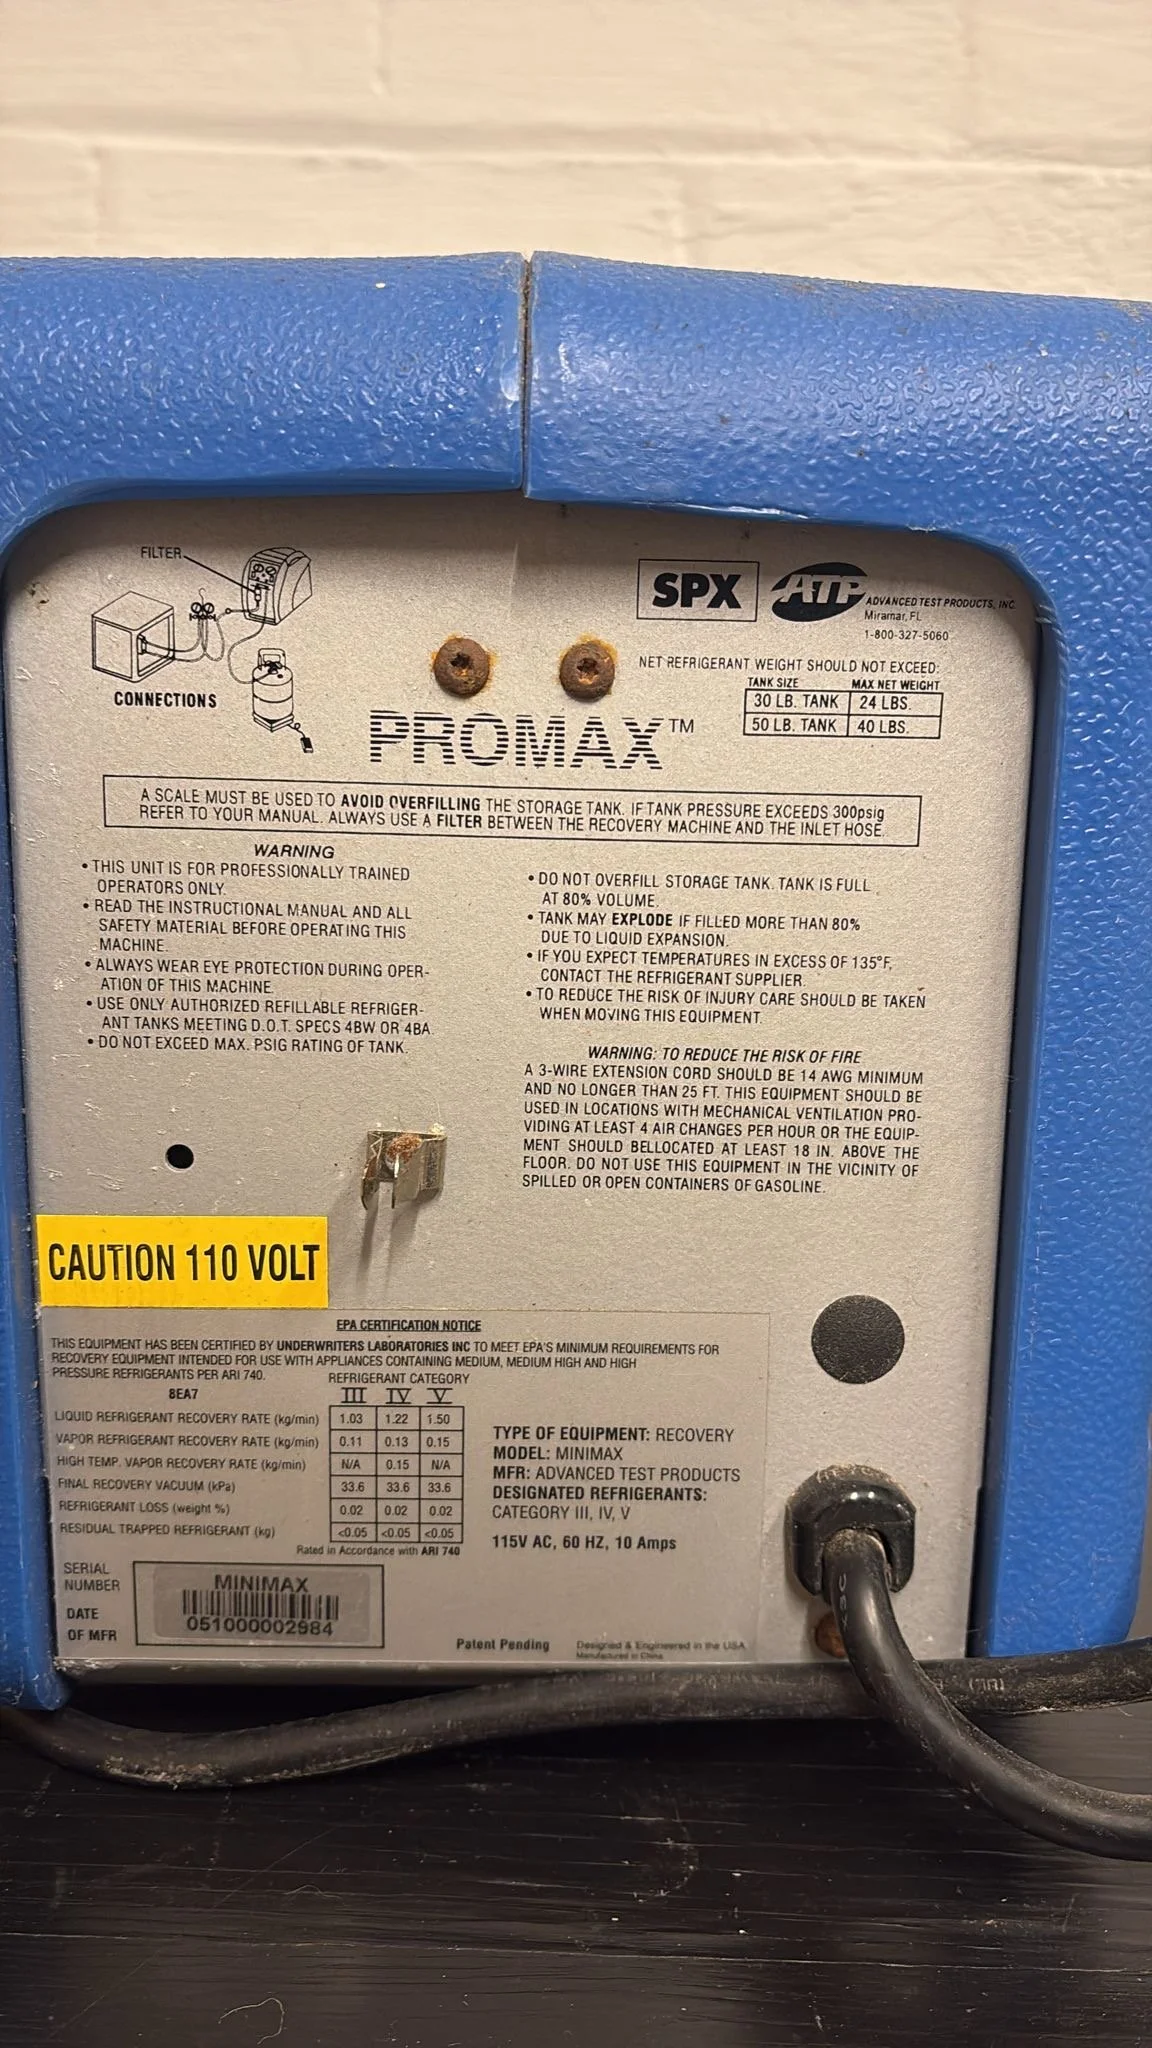 FILTER
CONNECTIONS
SPX ATP ADVANCED TEST PRODUCTS, INC.
Miramar, FL
1-800-327-5060
NET REFRIGERANT WEIGHT SHOULD NOT EXCEED:
TANK SIZE MAX NET WEIGHT
30 LB. TANK 24 LBS.
50 LB. TANK 40 LBS.
PROMAX™
A SCALE MUST BE USED TO AVOID OVERFILLING THE STORAGE TANK. IF TANK PRESSURE EXCEEDS 300psig
REFER TO YOUR MANUAL. ALWAYS USE A FILTER BETWEEN THE RECOVERY MACHINE AND THE INLET HOSE.
WARNING
• THIS UNIT IS FOR PROFESSIONALLY TRAINED
OPERATORS ONLY.
• READ THE INSTRUCTIONAL MANUAL AND ALL
SAFETY MATERIAL BEFORE OPERATING THIS
MACHINE.
• ALWAYS WEAR EYE PROTECTION DURING OPER-
ATION OF THIS MACHINE.
• USE ONLY AUTHORIZED REFILLABLE REFRIGER-
ANT TANKS MEETING D.O.T. SPECS 4BW OR 4BA.
• DO NOT EXCEED MAX. PSIG RATING OF TANK.
• DO NOT OVERFILL STORAGE TANK. TANK IS FULL
AT 80% VOLUME.
• TANK MAY EXPLODE IF FILLED MORE THAN 80%
DUE TO LIQUID EXPANSION.
• IF YOU EXPECT TEMPERATURES IN EXCESS OF 135°F,
CONTACT THE REFRIGERANT SUPPLIER.
• TO REDUCE THE RISK OF INJURY CARE SHOULD BE TAKEN
WHEN MOVING THIS EQUIPMENT.
WARNING: TO REDUCE THE RISK OF FIRE
A 3-WIRE EXTENSION CORD SHOULD BE 14 AWG MINIMUM
AND NO LONGER THAN 25 FT. THIS EQUIPMENT SHOULD BE
USED IN LOCATIONS WITH MECHANICAL VENTILATION PRO-
VIDING AT LEAST 4 AIR CHANGES PER HOUR OR THE EQUIP-
MENT SHOULD BELLOCATED AT LEAST 18 IN. ABOVE THE
FLOOR. DO NOT USE THIS EQUIPMENT IN THE VICINITY OF
SPILLED OR OPEN CONTAINERS OF GASOLINE.
CAUTION 110 VOLT
EPA CERTIFICATION NOTICE
THIS EQUIPMENT HAS BEEN CERTIFIED BY UNDERWRITERS LABORATORIES INC TO MEET EPA'S MINIMUM REQUIREMENTS FOR
RECOVERY EQUIPMENT INTENDED FOR USE WITH APPLIANCES CONTAINING MEDIUM, MEDIUM HIGH AND HIGH
PRESSURE REFRIGERANTS PER ARI 740.
REFRIGERANT CATEGORY
8EA7 III IV V
LIQUID REFRIGERANT RECOVERY RATE (kg/min) 1.03 1.22 1.50
VAPOR REFRIGERANT RECOVERY RATE (kg/min) 0.11 0.13 0.15
HIGH TEMP. VAPOR RECOVERY RATE (kg/min) N/A 0.15 N/A
FINAL RECOVERY VACUUM (kPa) 33.6 33.6 33.6
REFRIGERANT LOSS (weight %) 0.02 0.02 0.02
RESIDUAL TRAPPED REFRIGERANT (kg) <0.05 <0.05 <0.05
Rated in Accordance with ARI 740
TYPE OF EQUIPMENT: RECOVERY
MODEL: MINIMAX
MFR: ADVANCED TEST PRODUCTS
DESIGNATED REFRIGERANTS:
CATEGORY III, IV, V
115V AC, 60 HZ, 10 Amps
SERIAL
NUMBER
DATE
OF MFR
MINIMAX
051000002984
Patent Pending
Designed & Engineered in the USA
Manufactured in China